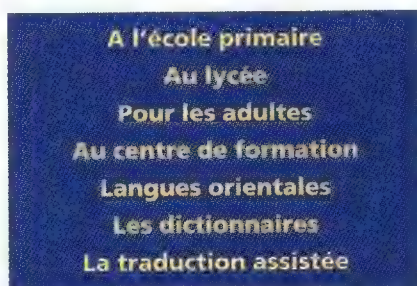 A l'école primaire
Au lycée
Pour les adultes
Au centre de formation
Langues orientales
Les dictionnaires
La traduction assistée